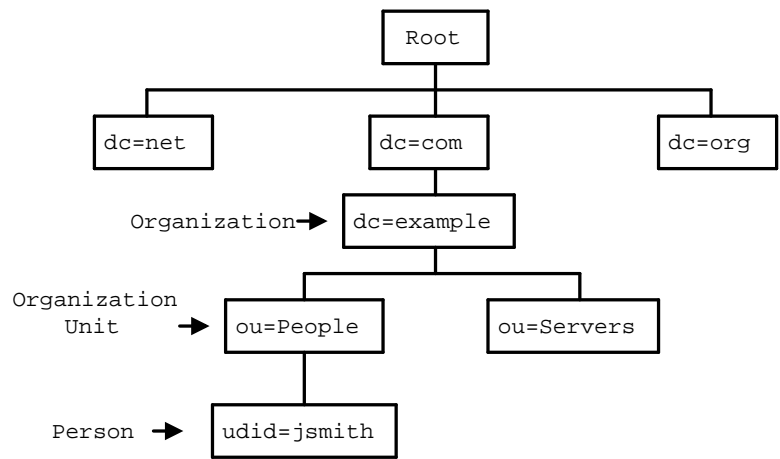 Root
dc=net
dc=com
dc=org
Organization
dc=example
Organization
Unit
ou=People
ou=Servers
Person
udid=jsmith